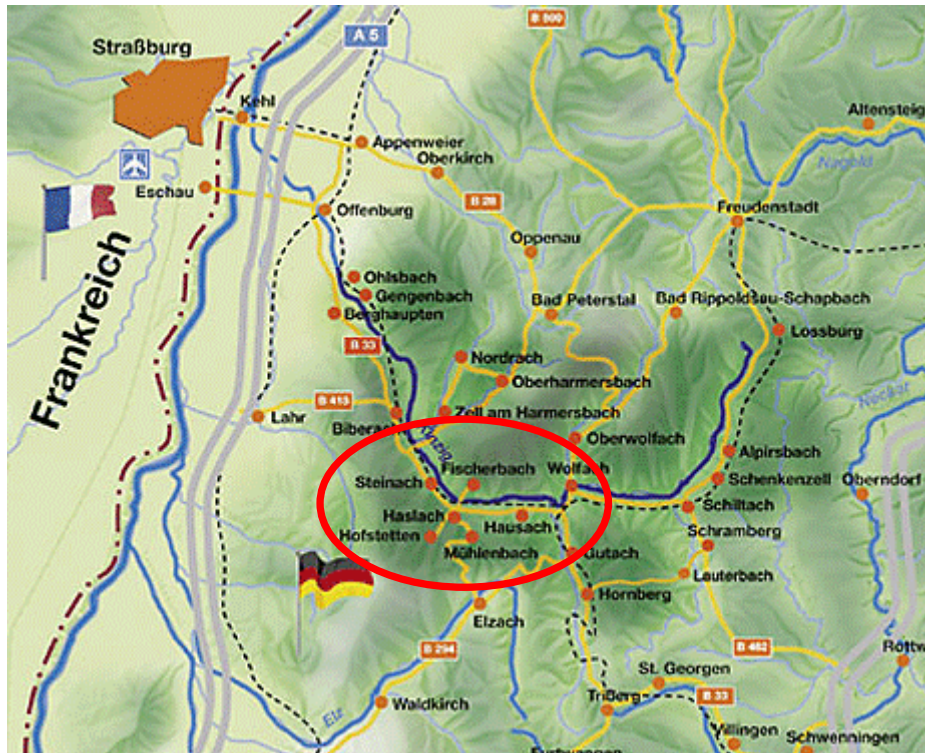 B 500
A 5
Straßburg
Kehl
Altensteig
Appenweier
Oberkirch
Nagold
Eschau
B 28
Offenburg
Freudenstadt
Oppenau
Frankreich
Ohlsbach
Gengenbach
Bad Peterstal
Bad Rippoldsau-Schapbach
Berghaupten
Lossburg
B 33
Nordrach
Oberharmersbach
Neckar
B 415
Zell am Harmersbach
Lahr
Biberach
Kinzig
Oberwolfach
Alpirsbach
Fischerbach
Wolfach
Steinach
Schenkenzell
Oberndorf
Schiltach
Haslach
Hausach
Hofstetten
Schramberg
Mühlenbach
Gutach
Lauterbach
Hornberg
Elzach
B 294
B 462
St. Georgen
Rottw
Elz
Waldkirch
Triberg
B 33
Villingen
Schwenningen
Furtwangen